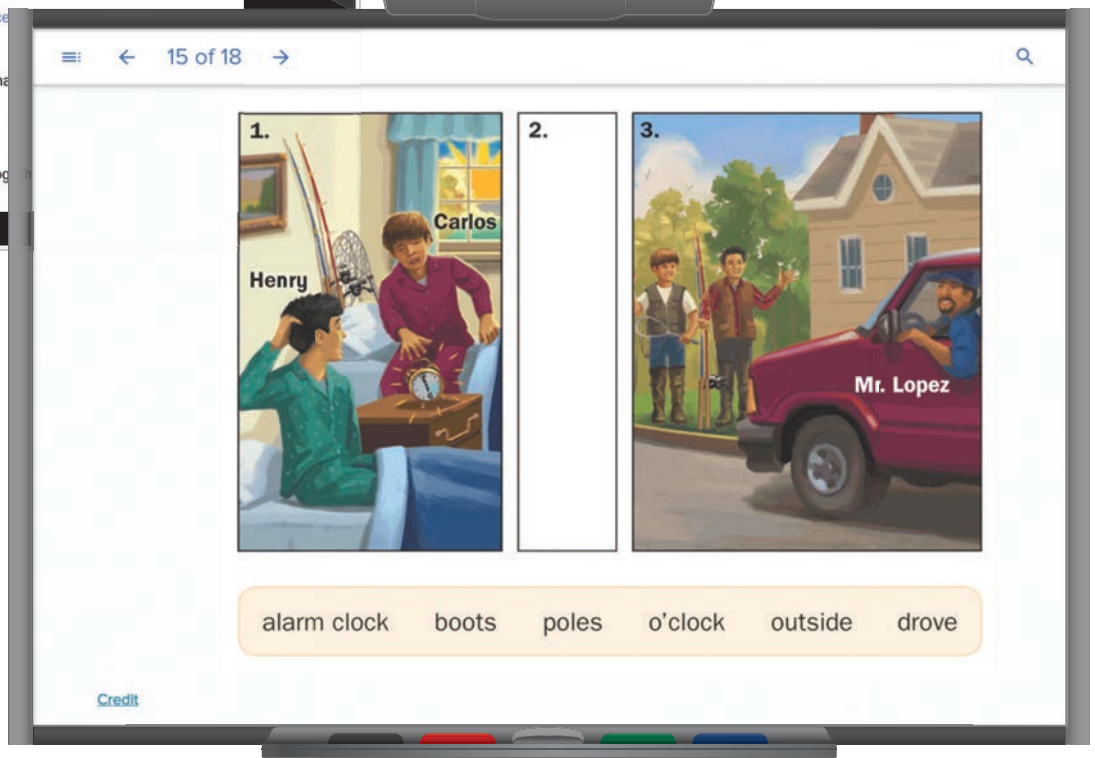 15 of 18
1.
2.
3.
Carlos
Henry
Mr. Lopez
alarm clock boots poles o'clock outside drove
Credit